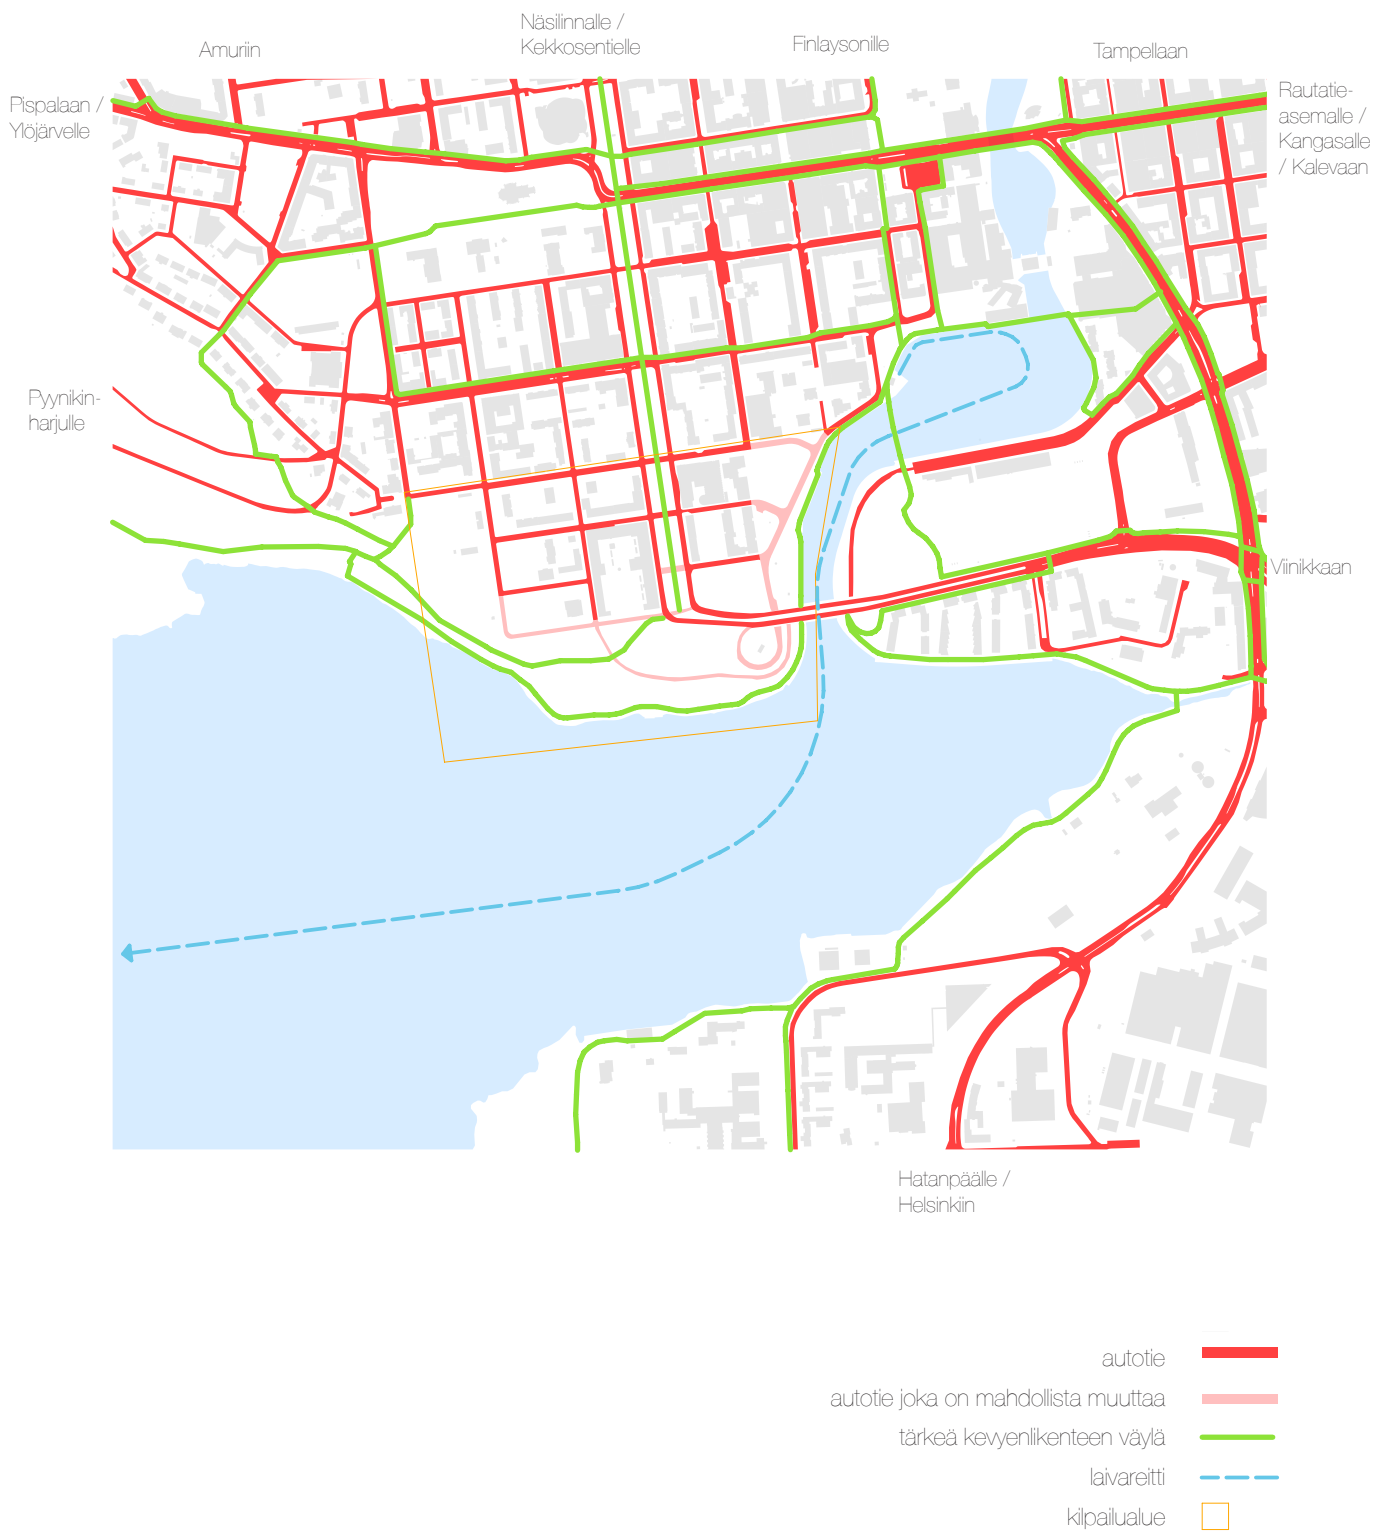 Näsilinnalle /
Kekkosentielle
Amuriin
Finlaysonille
Tampellaan
Pispalaan /
Ylöjärvelle
Rautatie-
asemalle /
Kangasalle
/ Kalevaan
Pyynikin-
harjulle
Viinikkaan
Hatanpäälle /
Helsinkiin
autotie
autotie joka on mahdollista muuttaa
tärkeä kevyenlikenteen väylä
laivareitti
kilpailualue